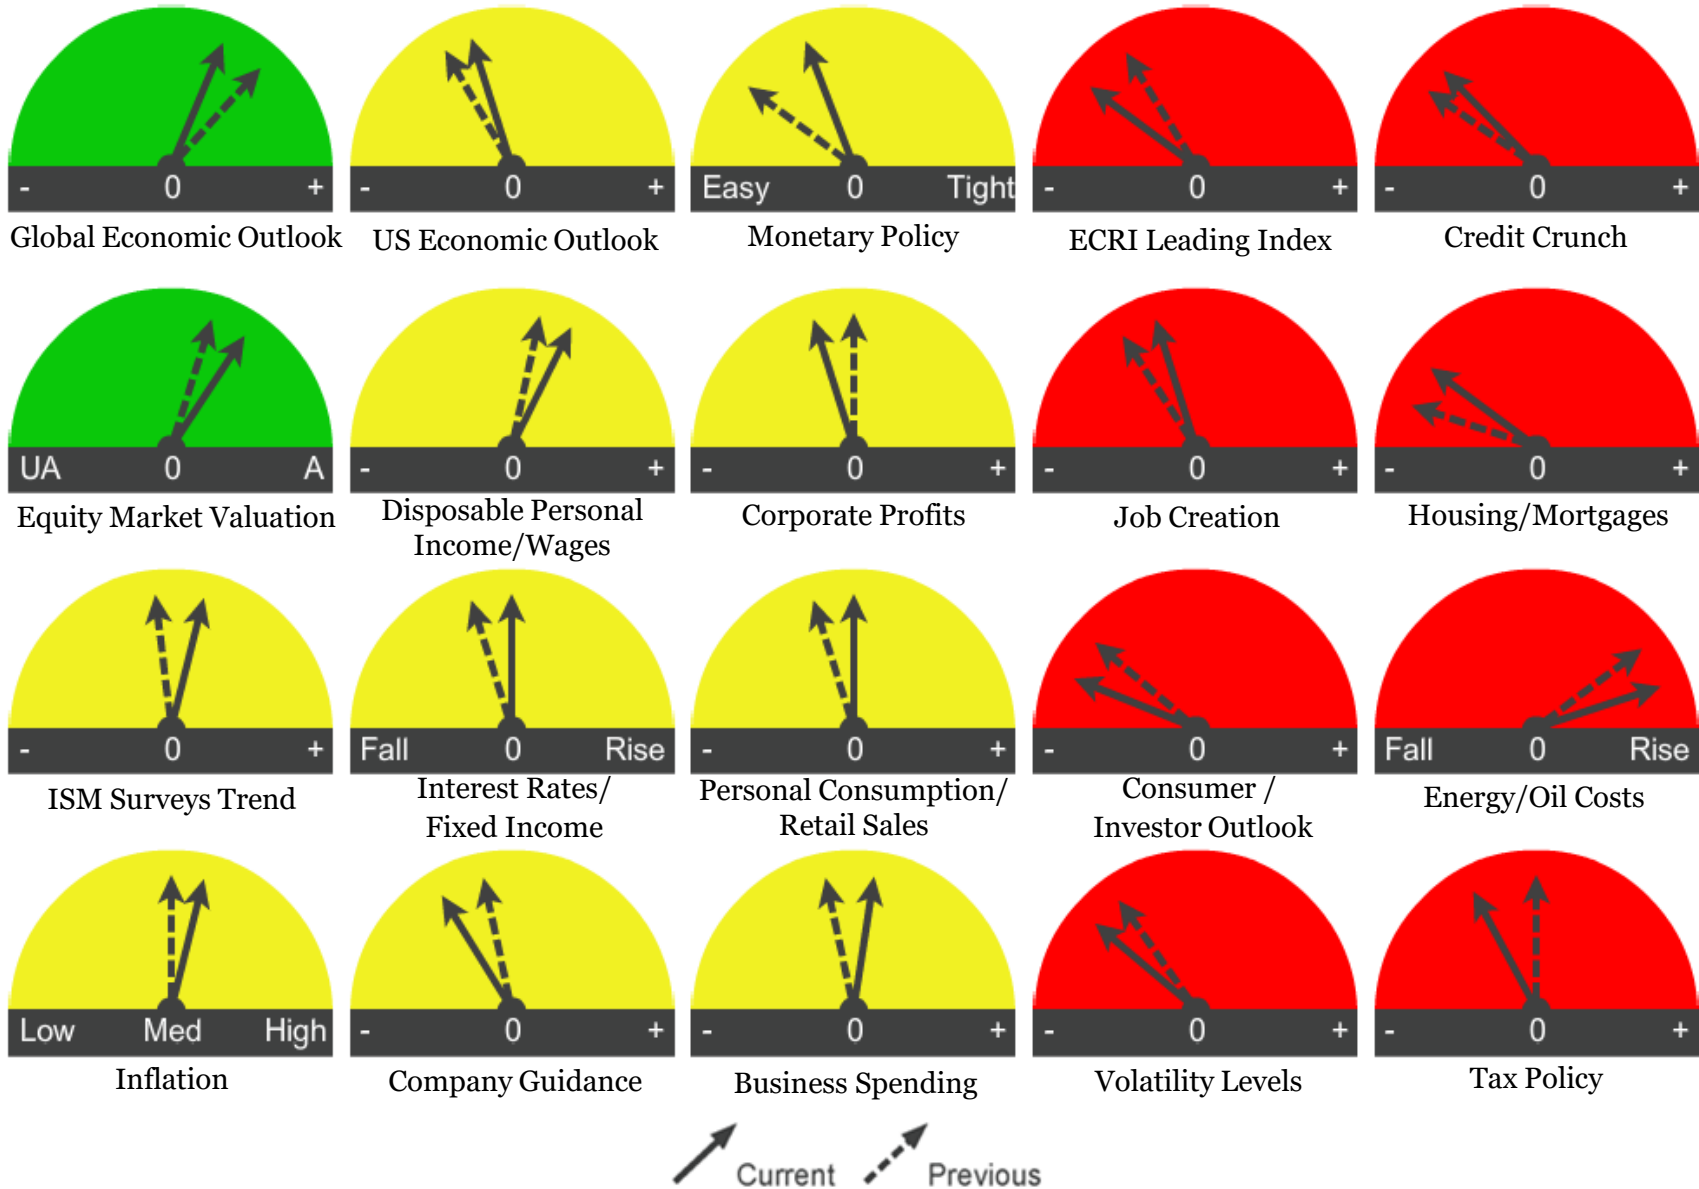 - 0 +
Global Economic Outlook
- 0 +
US Economic Outlook
Easy 0 Tight
Monetary Policy
- 0 +
ECRI Leading Index
- 0 +
Credit Crunch
UA 0 A
Equity Market Valuation
- 0 +
Disposable Personal
Income/Wages
- 0 +
Corporate Profits
- 0 +
Job Creation
- 0 +
Housing/Mortgages
- 0 +
ISM Surveys Trend
Fall 0 Rise
Interest Rates/
Fixed Income
- 0 +
Personal Consumption/
Retail Sales
- 0 +
Consumer /
Investor Outlook
Fall 0 Rise
Energy/Oil Costs
Low Med High
Inflation
- 0 +
Company Guidance
- 0 +
Business Spending
- 0 +
Volatility Levels
- 0 +
Tax Policy
Current Previous